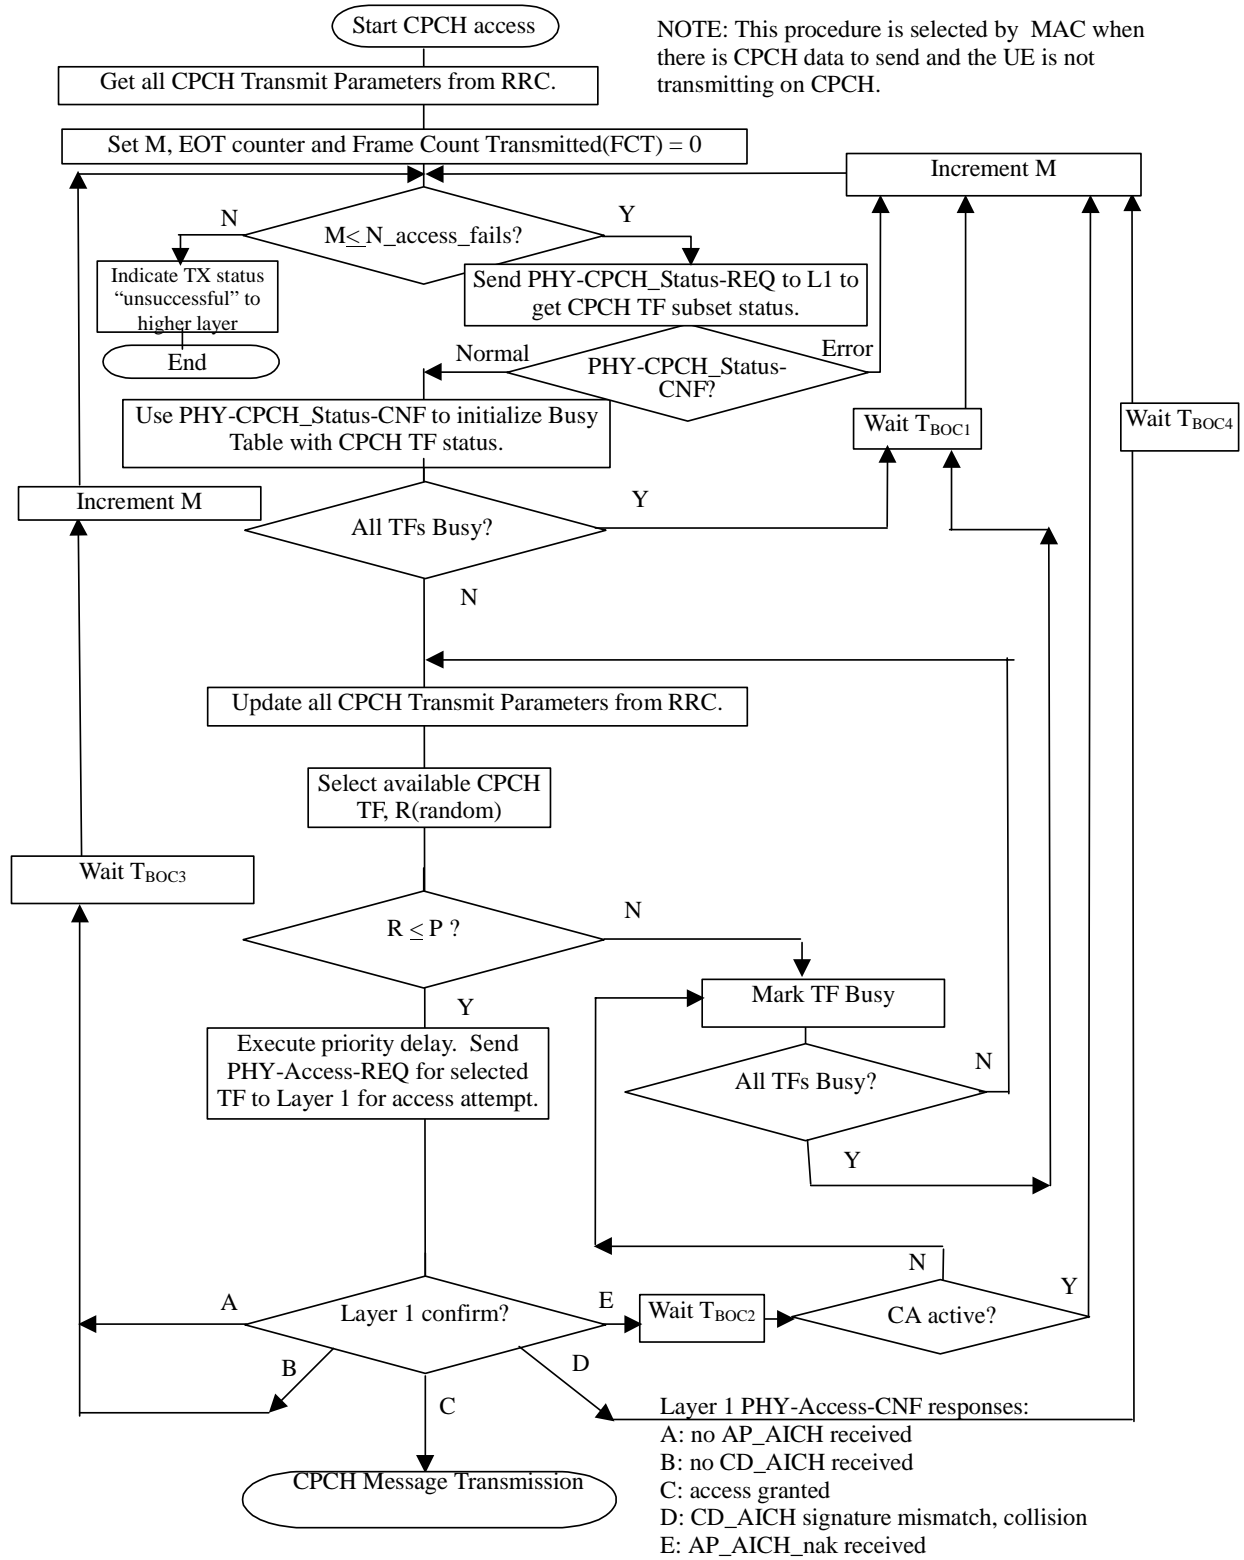 Start CPCH access
NOTE: This procedure is selected by MAC when
there is CPCH data to send and the UE is not
transmitting on CPCH.
Get all CPCH Transmit Parameters from RRC.
Set M, EOT counter and Frame Count Transmitted(FCT) = 0
Increment M
N
Y
M≤ N_access_fails?
Indicate TX status
“unsuccessful” to
higher layer
End
Send PHY-CPCH_Status-REQ to L1 to
get CPCH TF subset status.
Normal
Error
PHY-CPCH_Status-
CNF?
Use PHY-CPCH_Status-CNF to initialize Busy
Table with CPCH TF status.
Wait TBOC1
Wait TBOC4
Increment M
All TFs Busy?
Y
N
Update all CPCH Transmit Parameters from RRC.
Select available CPCH
TF, R(random)
Wait TBOC3
R ≤ P ?
N
Y
Mark TF Busy
Execute priority delay. Send
PHY-Access-REQ for selected
TF to Layer 1 for access attempt.
All TFs Busy?
N
Y
A
Layer 1 confirm?
E
Wait TBOC2
CA active?
N
Y
B
C
D
CPCH Message Transmission
Layer 1 PHY-Access-CNF responses:
A: no AP_AICH received
B: no CD_AICH received
C: access granted
D: CD_AICH signature mismatch, collision
E: AP_AICH_nak received